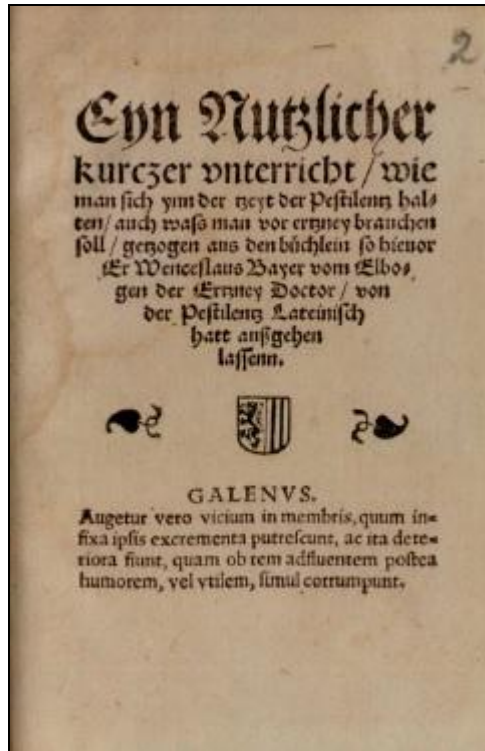 2
Eyn Nutzlicher
kurczer vnterricht / wie
man sich ynn der tzeyt der Pestilentz hal⸗
ten / auch wass man vor ertzney brauchen
soll / getzogen aus den büchlein so hieuor
Er Wenceslaus Bayer vom Elbo⸗
gen der Ertzney Doctor / von
der Pestilentz Lateinisch
hatt außgehen
lassenn.
GALENVS.
Augetur vero vicium in membris, quum in⸗
fixa ipsis excrementa putrescunt, ac ita dete⸗
riora fiunt, quam ob rem adfluentem postea
humorem, vel vtilem, simul corrumpunt.